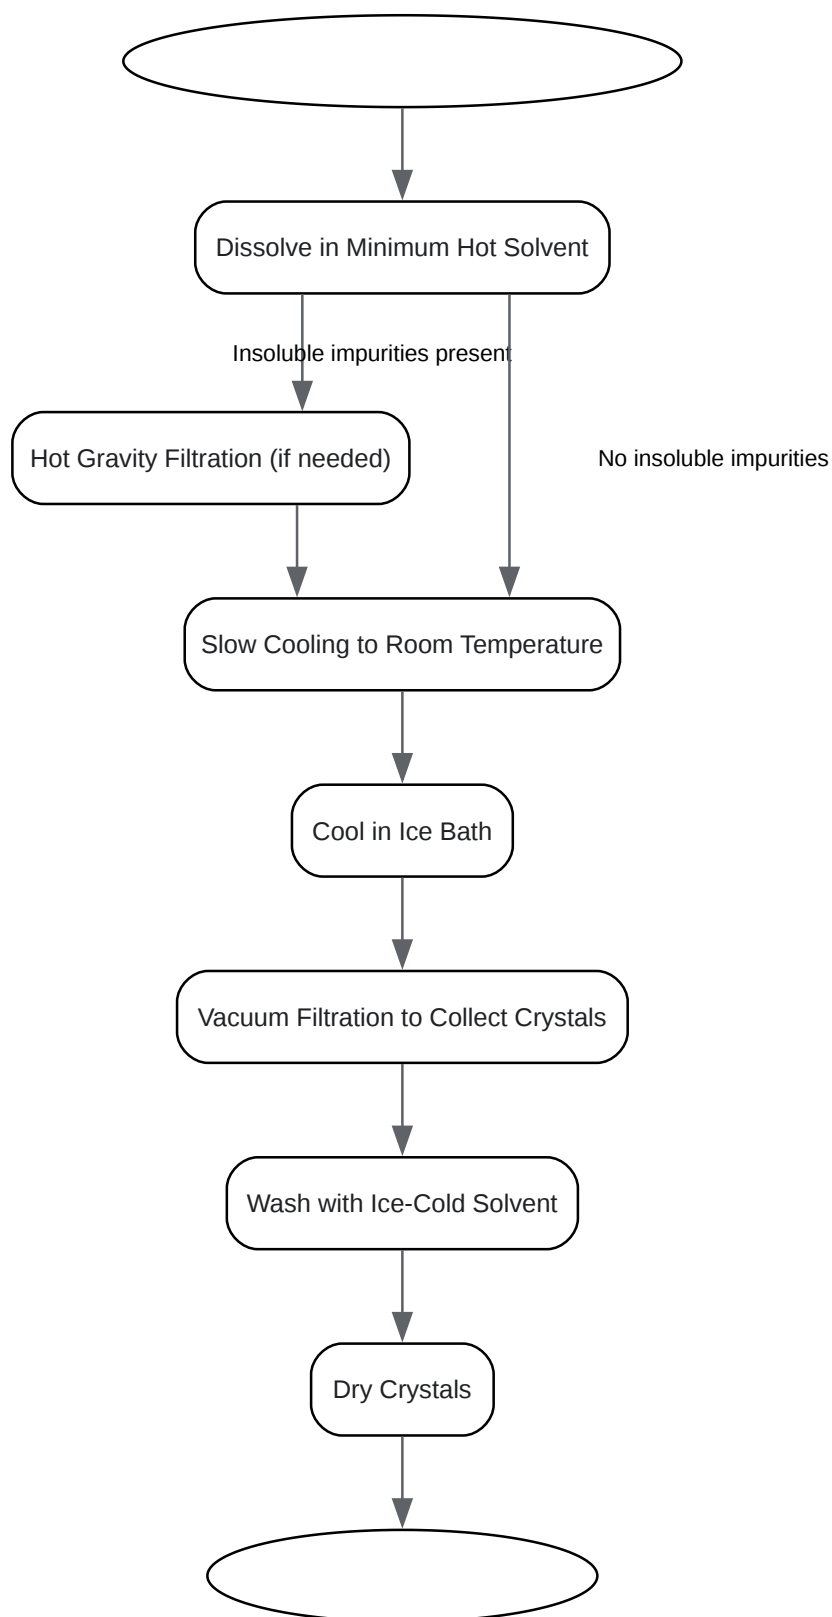 Dissolve in Minimum Hot Solvent
Insoluble impurities present
Hot Gravity Filtration (if needed)
No insoluble impurities
Slow Cooling to Room Temperature
Cool in Ice Bath
Vacuum Filtration to Collect Crystals
Wash with Ice-Cold Solvent
Dry Crystals